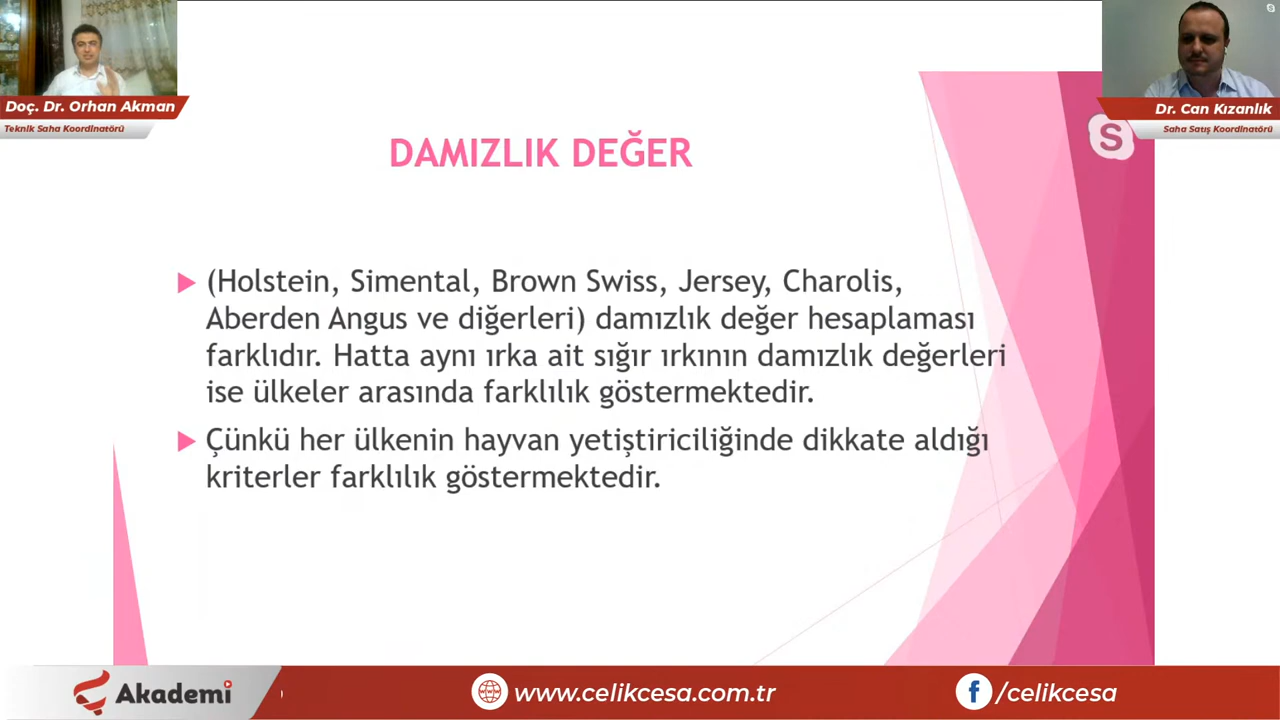 Doç. Dr. Orhan Akman
Teknik Saha Koordinatörü
Dr. Can Kızanlık
Saha Satış Koordinatörü
S
DAMIZLIK DEĞER
(Holstein, Simental, Brown Swiss, Jersey, Charolis,
Aberden Angus ve diğerleri) damızlık değer hesaplaması
farklıdır. Hatta aynı ırka ait sığır ırkının damızlık değerleri
ise ülkeler arasında farklılık göstermektedir.
Çünkü her ülkenin hayvan yetiştiriciliğinde dikkate aldığı
kriterler farklılık göstermektedir.
Akademi
www.celikcesa.com.tr
f /celikcesa